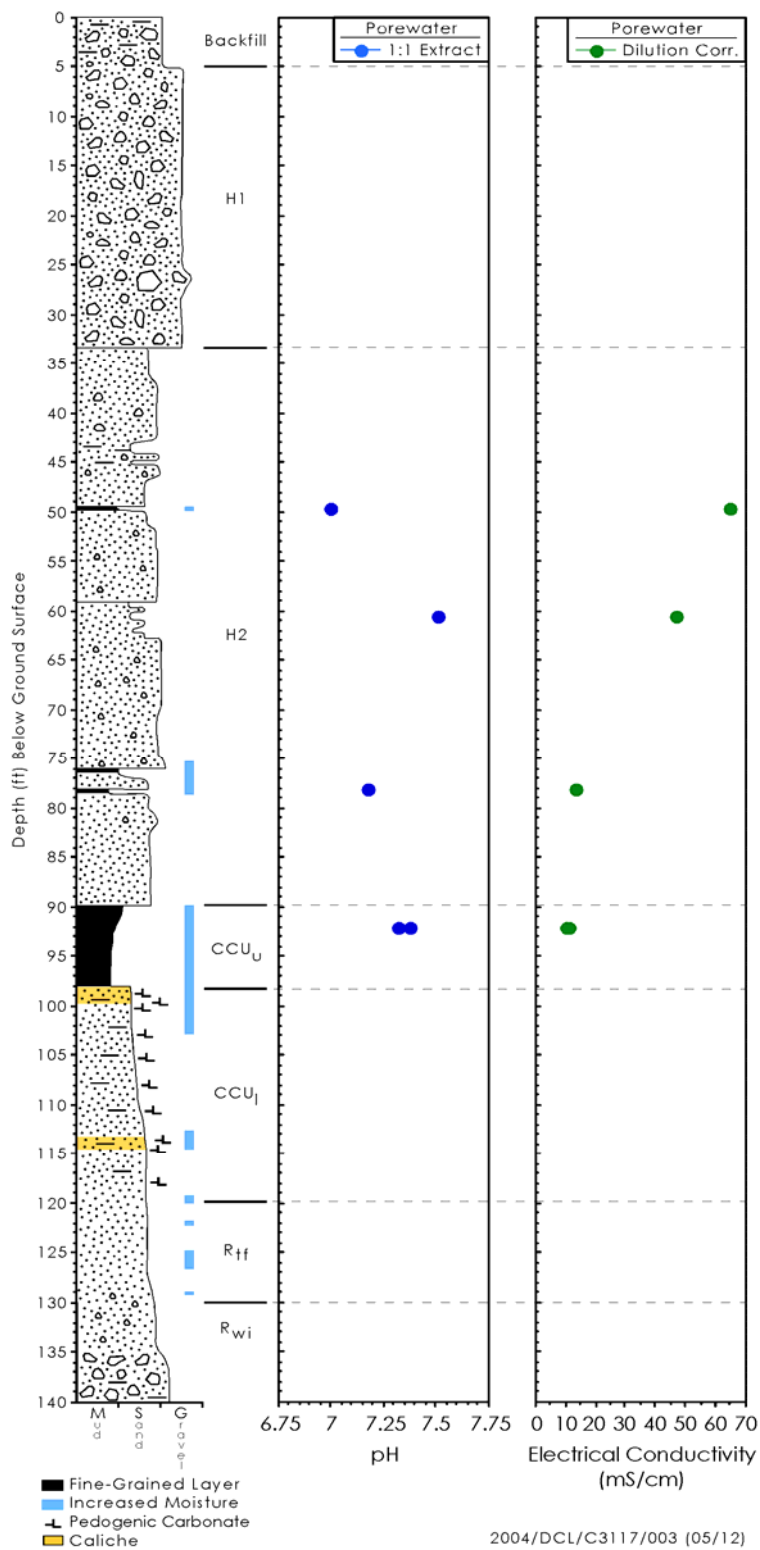 Porewater
1:1 Extract
Porewater
Dilution Corr.
Depth (ft) Below Ground Surface
0
5
10
15
20
25
30
35
40
45
50
55
60
65
70
75
80
85
90
95
100
105
110
115
120
125
130
135
140
Backfill
H1
H2
CCUu
CCUl
Rtf
Rwi
Mud
Sand
Gravel
6.75 7 7.25 7.5 7.75
pH
0 10 20 30 40 50 60 70
Electrical Conductivity
(mS/cm)
Fine-Grained Layer
Increased Moisture
Pedogenic Carbonate
Caliche
2004/DCL/C3117/003 (05/12)